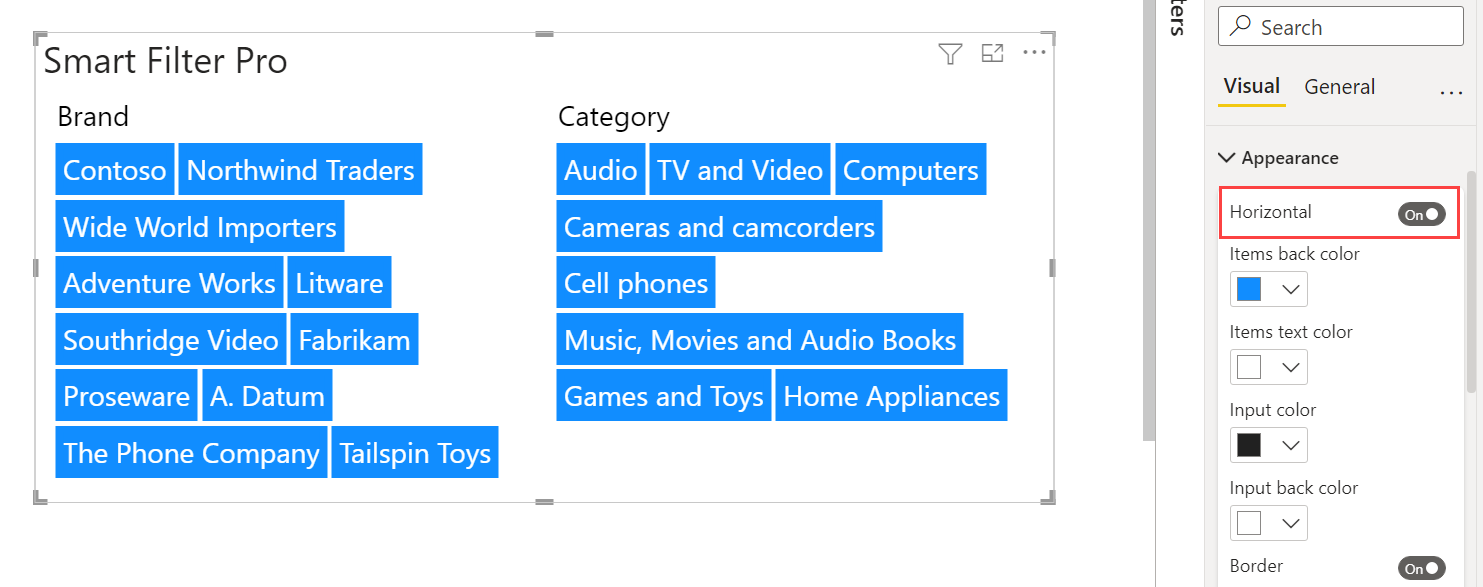 Smart Filter Pro
Brand
Contoso Northwind Traders
Wide World Importers
Adventure Works Litware
Southridge Video Fabrikam
Proseware A. Datum
The Phone Company Tailspin Toys
Category
Audio TV and Video Computers
Cameras and camcorders
Cell phones
Music, Movies and Audio Books
Games and Toys Home Appliances
ters
Search
Visual General
Appearance
Horizontal On
Items back color
Items text color
Input color
Input back color
Border On